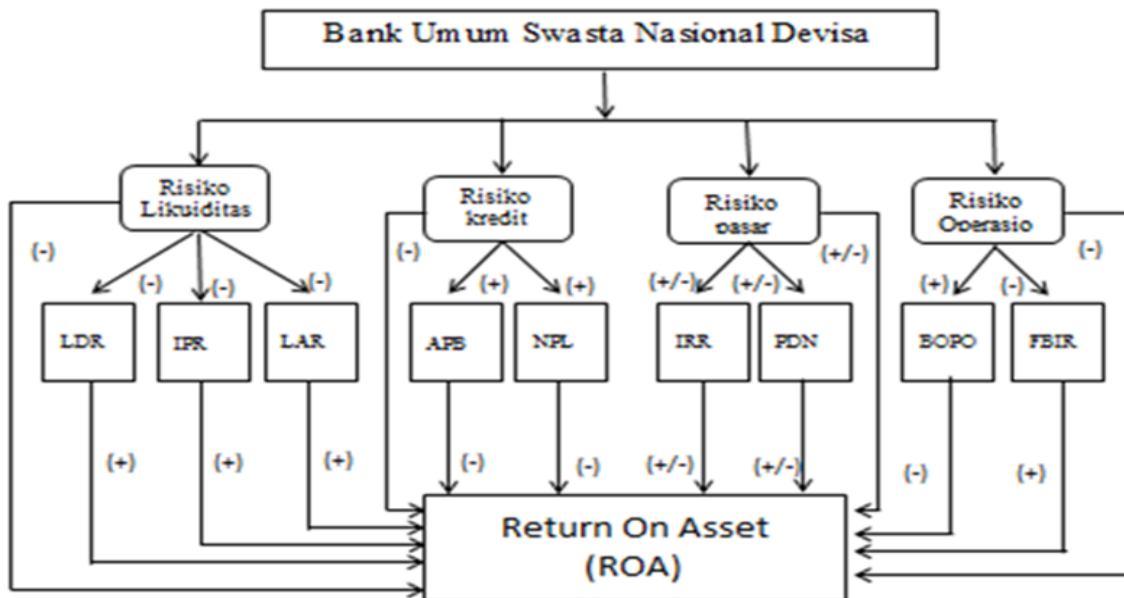 Bank Umum Swasta Nasional Devisa
Risiko
Likuiditas
Risiko
kredit
Risiko
pasar
Risiko
Operasio
(-)
(-)
(-)
(-)
(-)
(+)
(+)
(+/-)
(+/-)
(+/-)
(+)
(-)
(-)
LDR
IPR
LAR
APB
NPL
IRR
PDN
BOPO
FBIR
(+)
(+)
(+)
(-)
(-)
(+/-)
(+/-)
(-)
(+)
Return On Asset
(ROA)